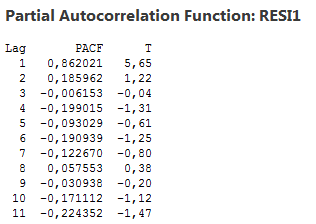 Partial Autocorrelation Function: RESI1
Lag PACF T
1 0,862021 5,65
2 0,185962 1,22
3 -0,006153 -0,04
4 -0,199015 -1,31
5 -0,093029 -0,61
6 -0,190939 -1,25
7 -0,122670 -0,80
8 0,057553 0,38
9 -0,030938 -0,20
10 -0,171112 -1,12
11 -0,224352 -1,47